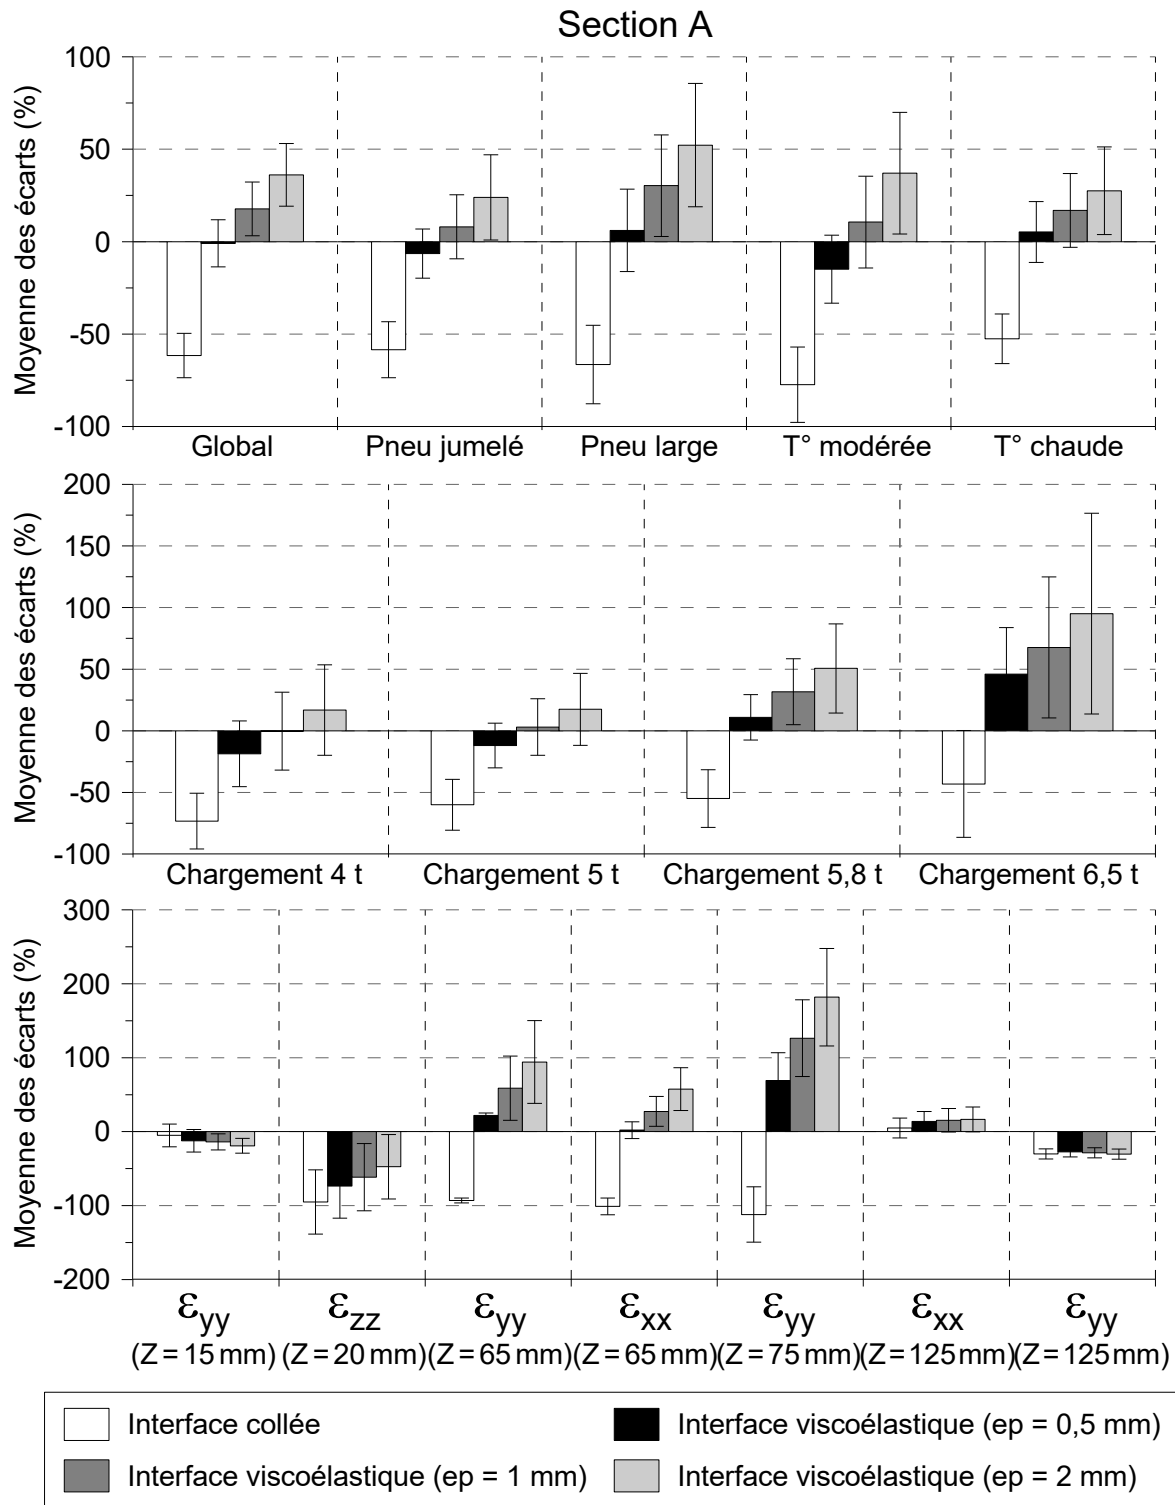 Section A
Moyenne des écarts (%)
100
50
0
-50
-100
Global
Pneu jumelé
Pneu large
T° modérée
T° chaude
Moyenne des écarts (%)
200
150
100
50
0
-50
-100
Chargement 4 t
Chargement 5 t
Chargement 5,8 t
Chargement 6,5 t
Moyenne des écarts (%)
300
200
100
0
-100
-200
εyy
(Z = 15 mm)
εzz
(Z = 20 mm)
εyy
(Z = 65 mm)
εxx
(Z = 65 mm)
εyy
(Z = 75 mm)
εxx
(Z = 125 mm)
εyy
(Z = 125 mm)
Interface collée
Interface viscoélastique (ep = 0,5 mm)
Interface viscoélastique (ep = 1 mm)
Interface viscoélastique (ep = 2 mm)